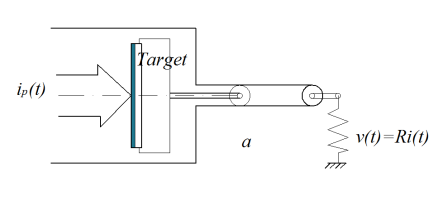 Target
i_p(t)
a
v(t)=Ri(t)